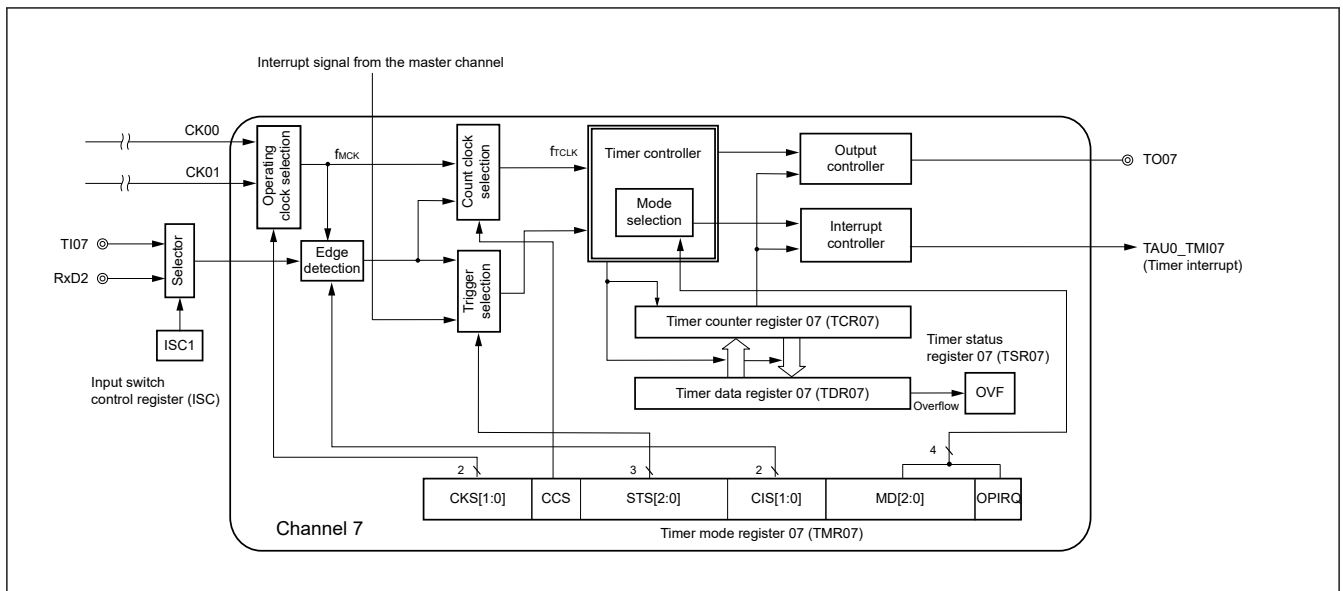 Interrupt signal from the master channel
CK00
CK01
Operating
clock selection
fMCK
Count clock
selection
fTCLK
Timer controller
Mode
selection
Output
controller
TO07
Interrupt
controller
TAU0_TMI07
(Timer interrupt)
TI07
RxD2
Selector
Edge
detection
Trigger
selection
ISC1
Input switch
control register (ISC)
Timer counter register 07 (TCR07)
Timer status
register 07 (TSR07)
Timer data register 07 (TDR07)
Overflow
OVF
2
3
2
4
CKS[1:0]
CCS
STS[2:0]
CIS[1:0]
MD[2:0]
OPIRQ
Channel 7
Timer mode register 07 (TMR07)